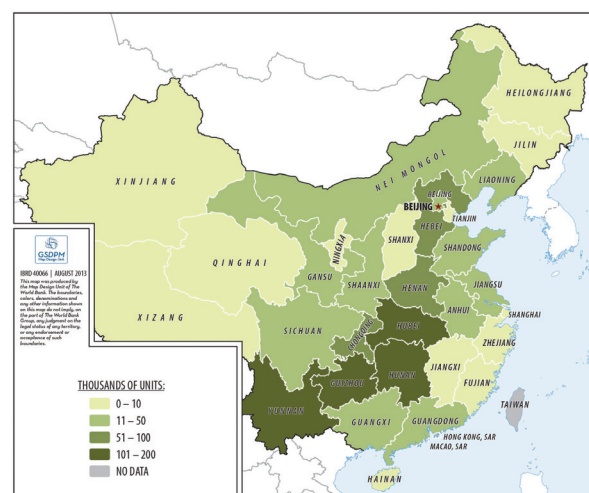 HEILONGJIANG
JILIN
XINJIANG
NEI MONGOL
LIAONING
BEIJING
BEIJING
TIANJIN
HEBEI
NINGXIA
SHANXI
QINGHAI
SHANDONG
GANSU
SHAANXI
HENAN
JIANGSU
ANHUI
SHANGHAI
XIZANG
SICHUAN
CHONGQING
HUBEI
ZHEJIANG
HUNAN
JIANGXI
FUJIAN
GUIZHOU
YUNNAN
GUANGXI
GUANGDONG
TAIWAN
HONG KONG, SAR
MACAO, SAR
HAINAN
GSDPM
Map Design Unit
IBRD 40066 | AUGUST 2013
This map was produced by
the Map Design Unit of The
World Bank. The boundaries,
colors, denominations and
any other information shown
on this map do not imply, on
the part of The World Bank
Group, any judgment on the
legal status of any territory,
or any endorsement or
acceptance of such
boundaries.
THOUSANDS OF UNITS:
0 – 10
11 – 50
51 – 100
101 – 200
NO DATA